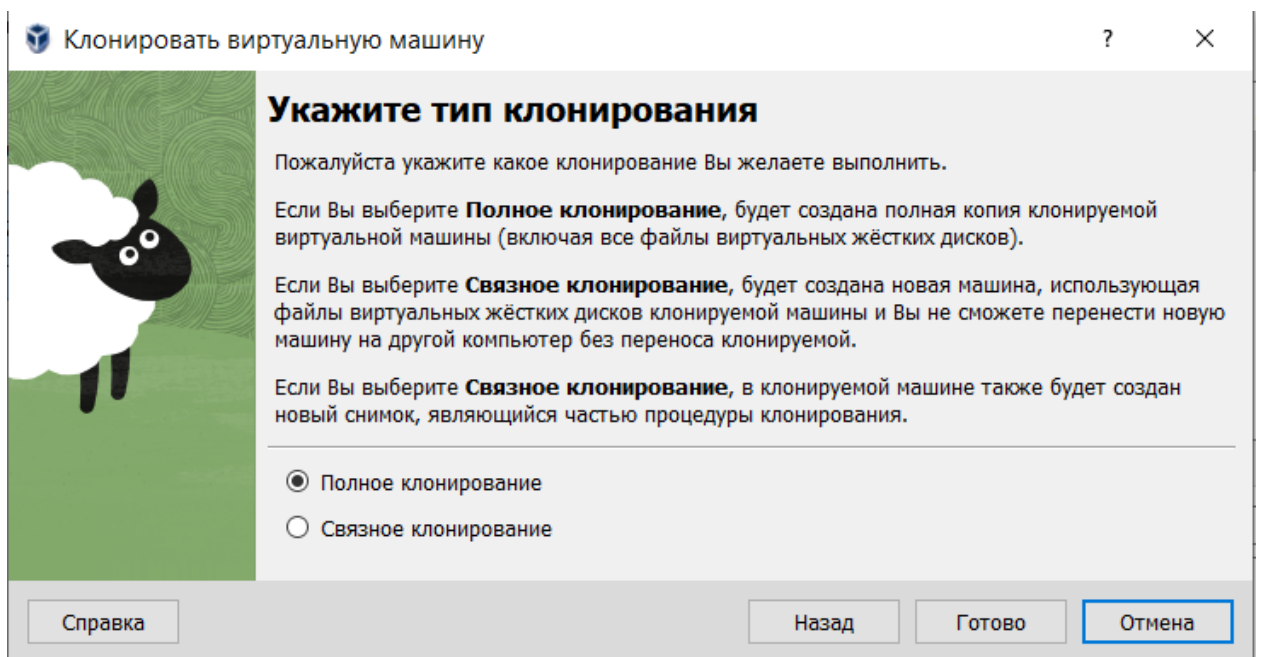 Клонировать виртуальную машину
?
Укажите тип клонирования
Пожалуйста укажите какое клонирование Вы желаете выполнить.
Если Вы выберите Полное клонирование, будет создана полная копия клонируемой
виртуальной машины (включая все файлы виртуальных жёстких дисков).
Если Вы выберите Связное клонирование, будет создана новая машина, использующая
файлы виртуальных жёстких дисков клонируемой машины и Вы не сможете перенести новую
машину на другой компьютер без переноса клонируемой.
Если Вы выберите Связное клонирование, в клонируемой машине также будет создан
новый снимок, являющийся частью процедуры клонирования.
Полное клонирование
Связное клонирование
Справка Назад Готово Отмена